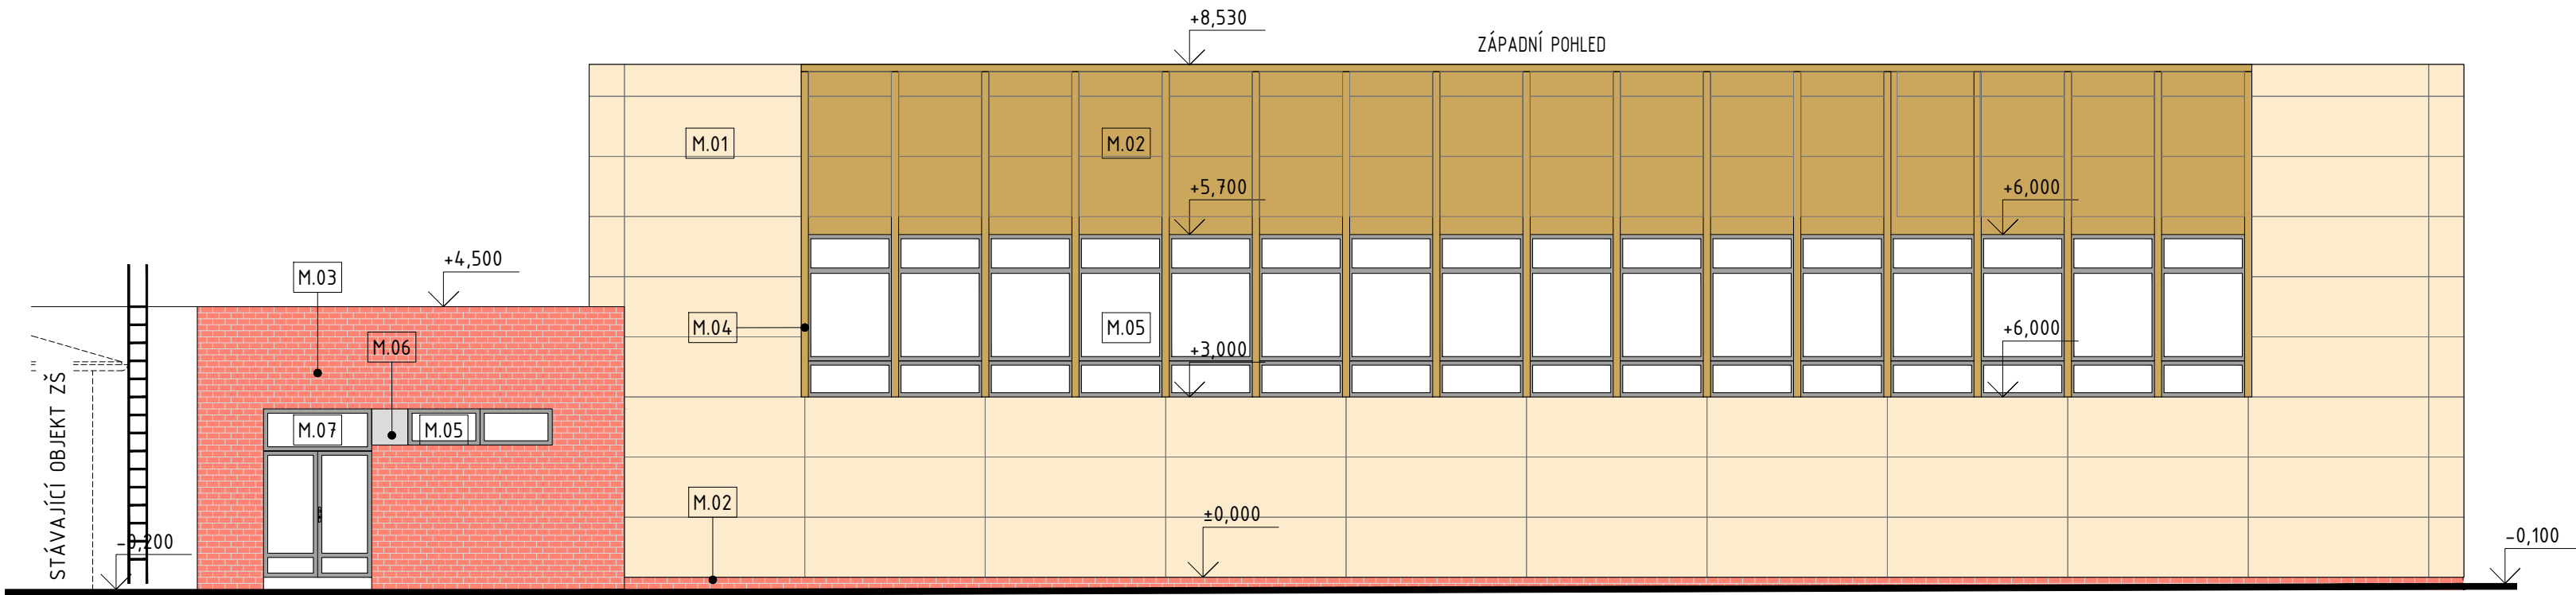 +8,530
ZÁPADNÍ POHLED
M.01
M.02
+5,700
+6,000
+4,500
M.03
M.04
M.05
+6,000
M.06
+3,000
STÁVAJÍCÍ OBJEKT ZŠ
M.07
M.05
M.02
±0,000
-0,200
-0,100